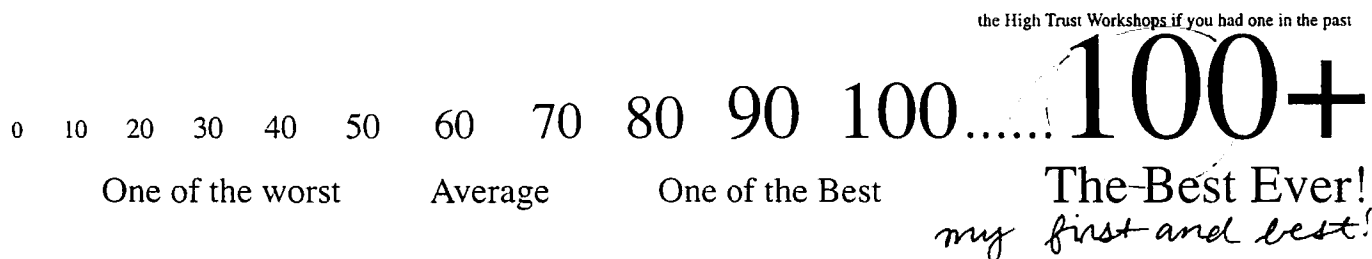 the High Trust Workshops if you had one in the past
0 10 20 30 40 50 60 70 80 90 100......100+
One of the worst Average One of the Best The Best Ever!
my first and best!